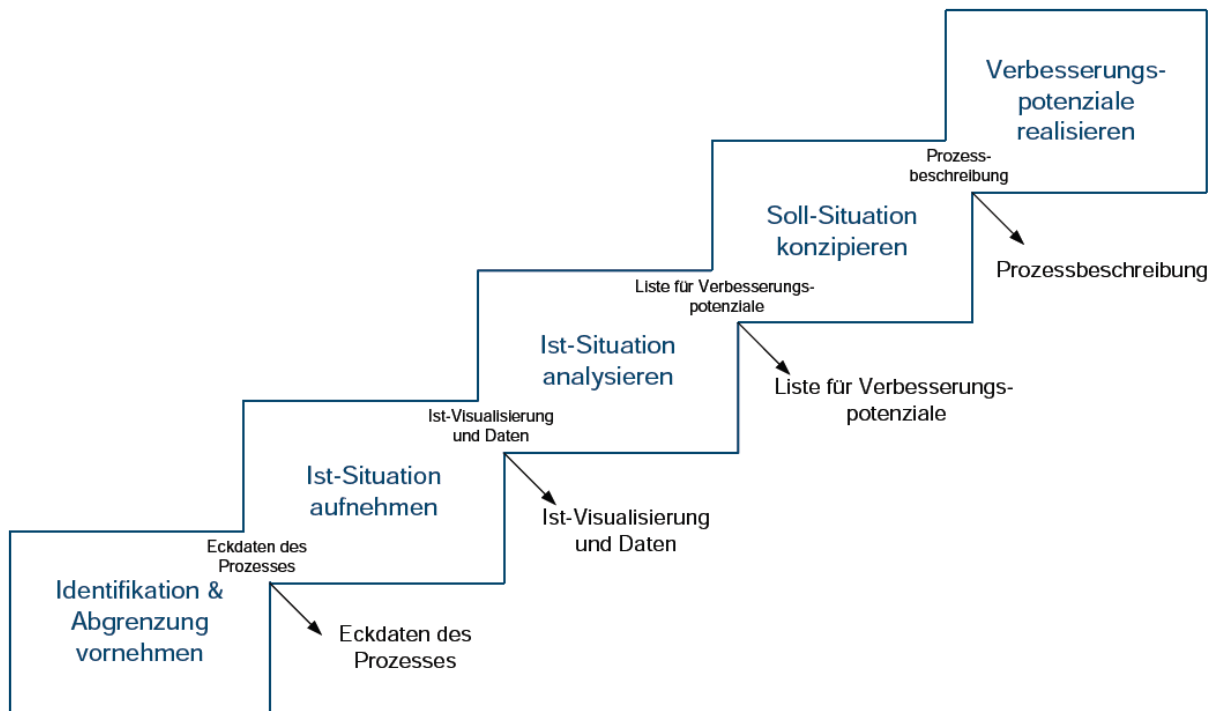 Verbesserungs-
potenziale
realisieren
Prozess-
beschreibung
Soll-Situation
konzipieren
Prozessbeschreibung
Liste für Verbesserungs-
potenziale
Ist-Situation
analysieren
Liste für Verbesserungs-
potenziale
Ist-Visualisierung
und Daten
Ist-Situation
aufnehmen
Ist-Visualisierung
und Daten
Eckdaten des
Prozesses
Identifikation &
Abgrenzung
vornehmen
Eckdaten des
Prozesses